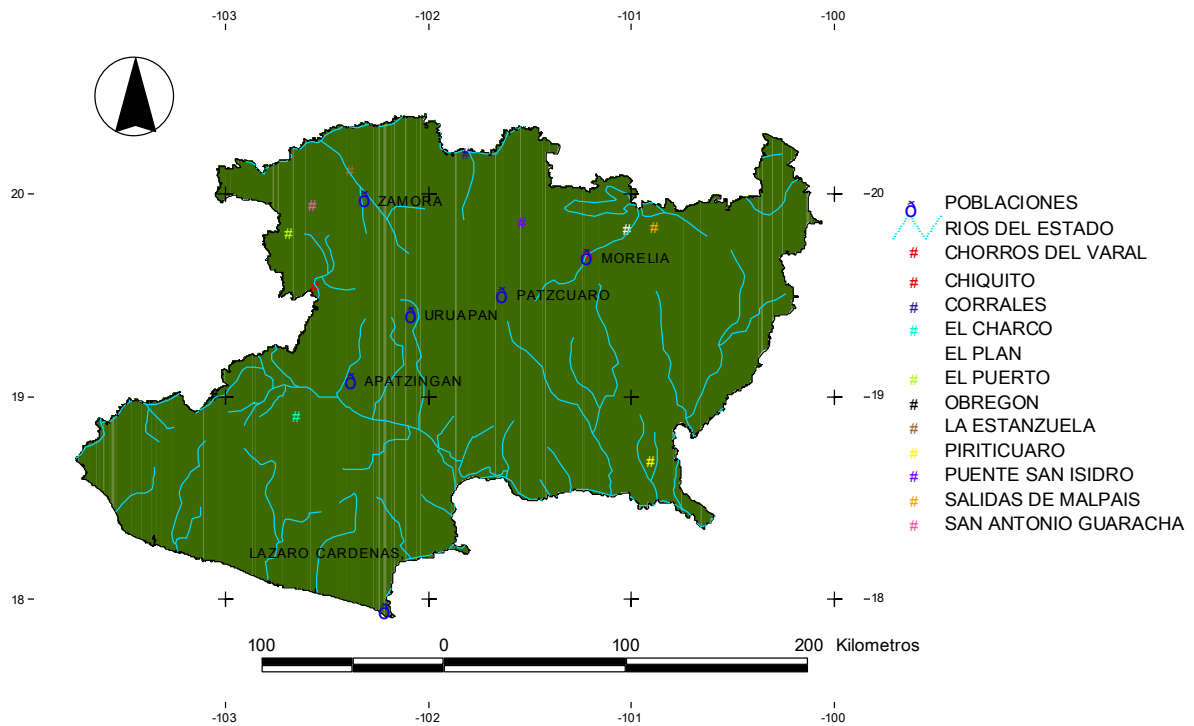 -103 -102 -101 -100
20 -20
ZAMORA
MORELIA
PATZCUARO
URUAPAN
APATZINGAN
19 -19
LAZARO CARDENAS
18 -18
100 0 100 200 Kilometros
-103 -102 -101 -100
ð POBLACIONES
RIOS DEL ESTADO
# CHORROS DEL VARAL
# CHIQUITO
# CORRALES
# EL CHARCO
EL PLAN
# EL PUERTO
# OBREGON
# LA ESTANZUELA
# PIRITICUARO
# PUENTE SAN ISIDRO
# SALIDAS DE MALPAIS
# SAN ANTONIO GUARACHA